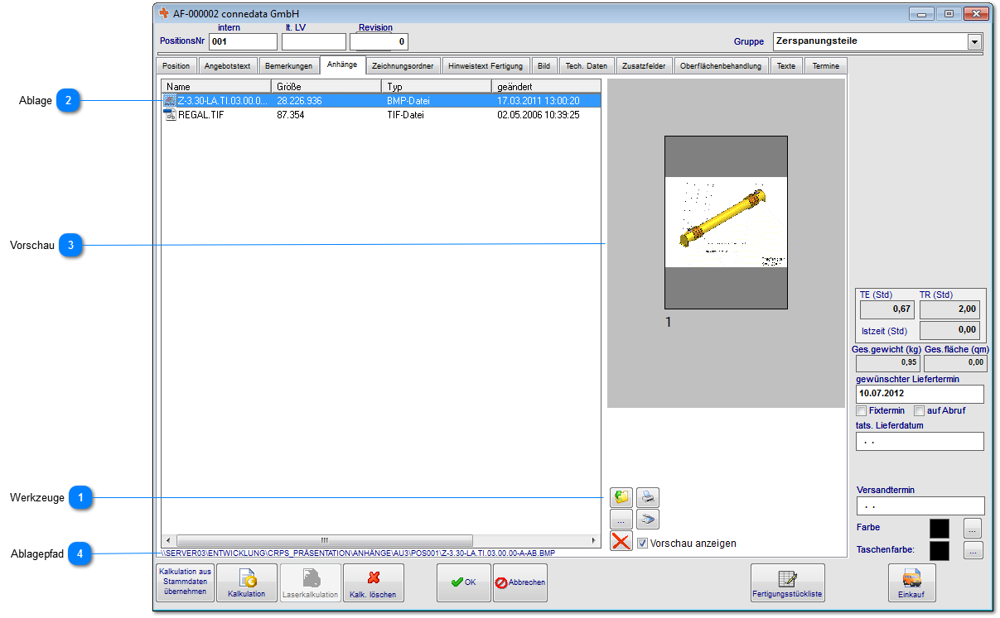 AF-000002 connedata GmbH
intern
lt. LV
Revision
PositionsNr
001
0
Gruppe
Zerspanungsteile
Position
Angebotstext
Bemerkungen
Anhänge
Zeichnungsordner
Hinweistext Fertigung
Bild
Tech. Daten
Zusatzfelder
Oberflächenbehandlung
Texte
Termine
Name
Größe
Typ
geändert
Ablage 2
Z-3.30-LA.TI.03.00.0...
28.226.936
BMP-Datei
17.03.2011 13:00:20
REGAL.TIF
87.354
TIF-Datei
02.05.2006 10:39:25
Vorschau 3
1
TE (Std)
TR (Std)
0,67
2,00
Istzeit (Std)
0,00
Ges.gewicht (kg)
Ges.fläche (qm)
0,95
0,00
gewünschter Liefertermin
10.07.2012
Fixtermin
auf Abruf
tats. Lieferdatum
. .
Werkzeuge 1
...
Vorschau anzeigen
Versandtermin
. .
Farbe
...
Taschenfarbe:
...
Ablagepfad 4
\\SERVER03\ENTWICKLUNG\CRPS_PRÄSENTATION\ANHÄNGE\AU3\POS001\Z-3.30-LA.TI.03.00.00-A-AB.BMP
Kalkulation aus
Stammdaten
übernehmen
Kalkulation
Laserkalkulation
Kalk. löschen
OK
Abbrechen
Fertigungsstückliste
Einkauf